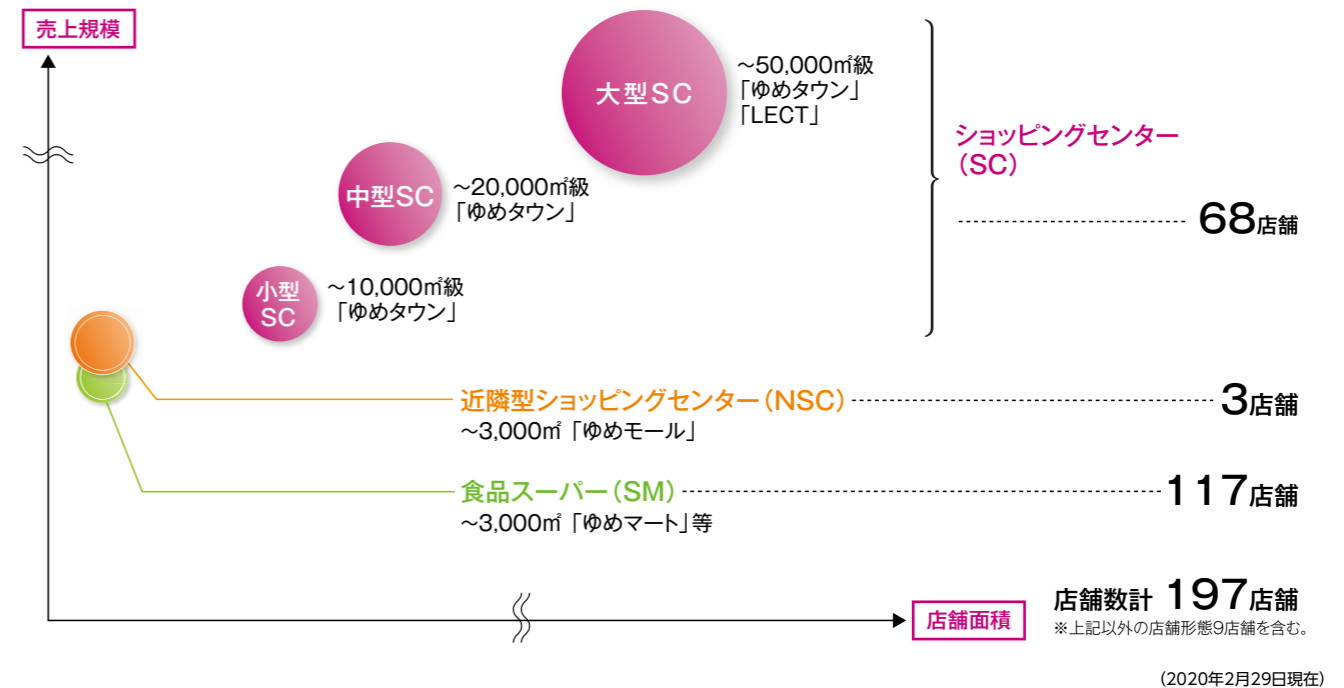 売上規模
大型SC
～50,000㎡級
「ゆめタウン」
「LECT」
ショッピングセンター
（SC）
68店舗
中型SC
～20,000㎡級
「ゆめタウン」
小型
SC
～10,000㎡級
「ゆめタウン」
近隣型ショッピングセンター（NSC）
3店舗
～3,000㎡「ゆめモール」
食品スーパー（SM）
117店舗
～3,000㎡「ゆめマート」等
店舗数計 197店舗
※上記以外の店舗形態9店舗を含む。
店舗面積
（2020年2月29日現在）